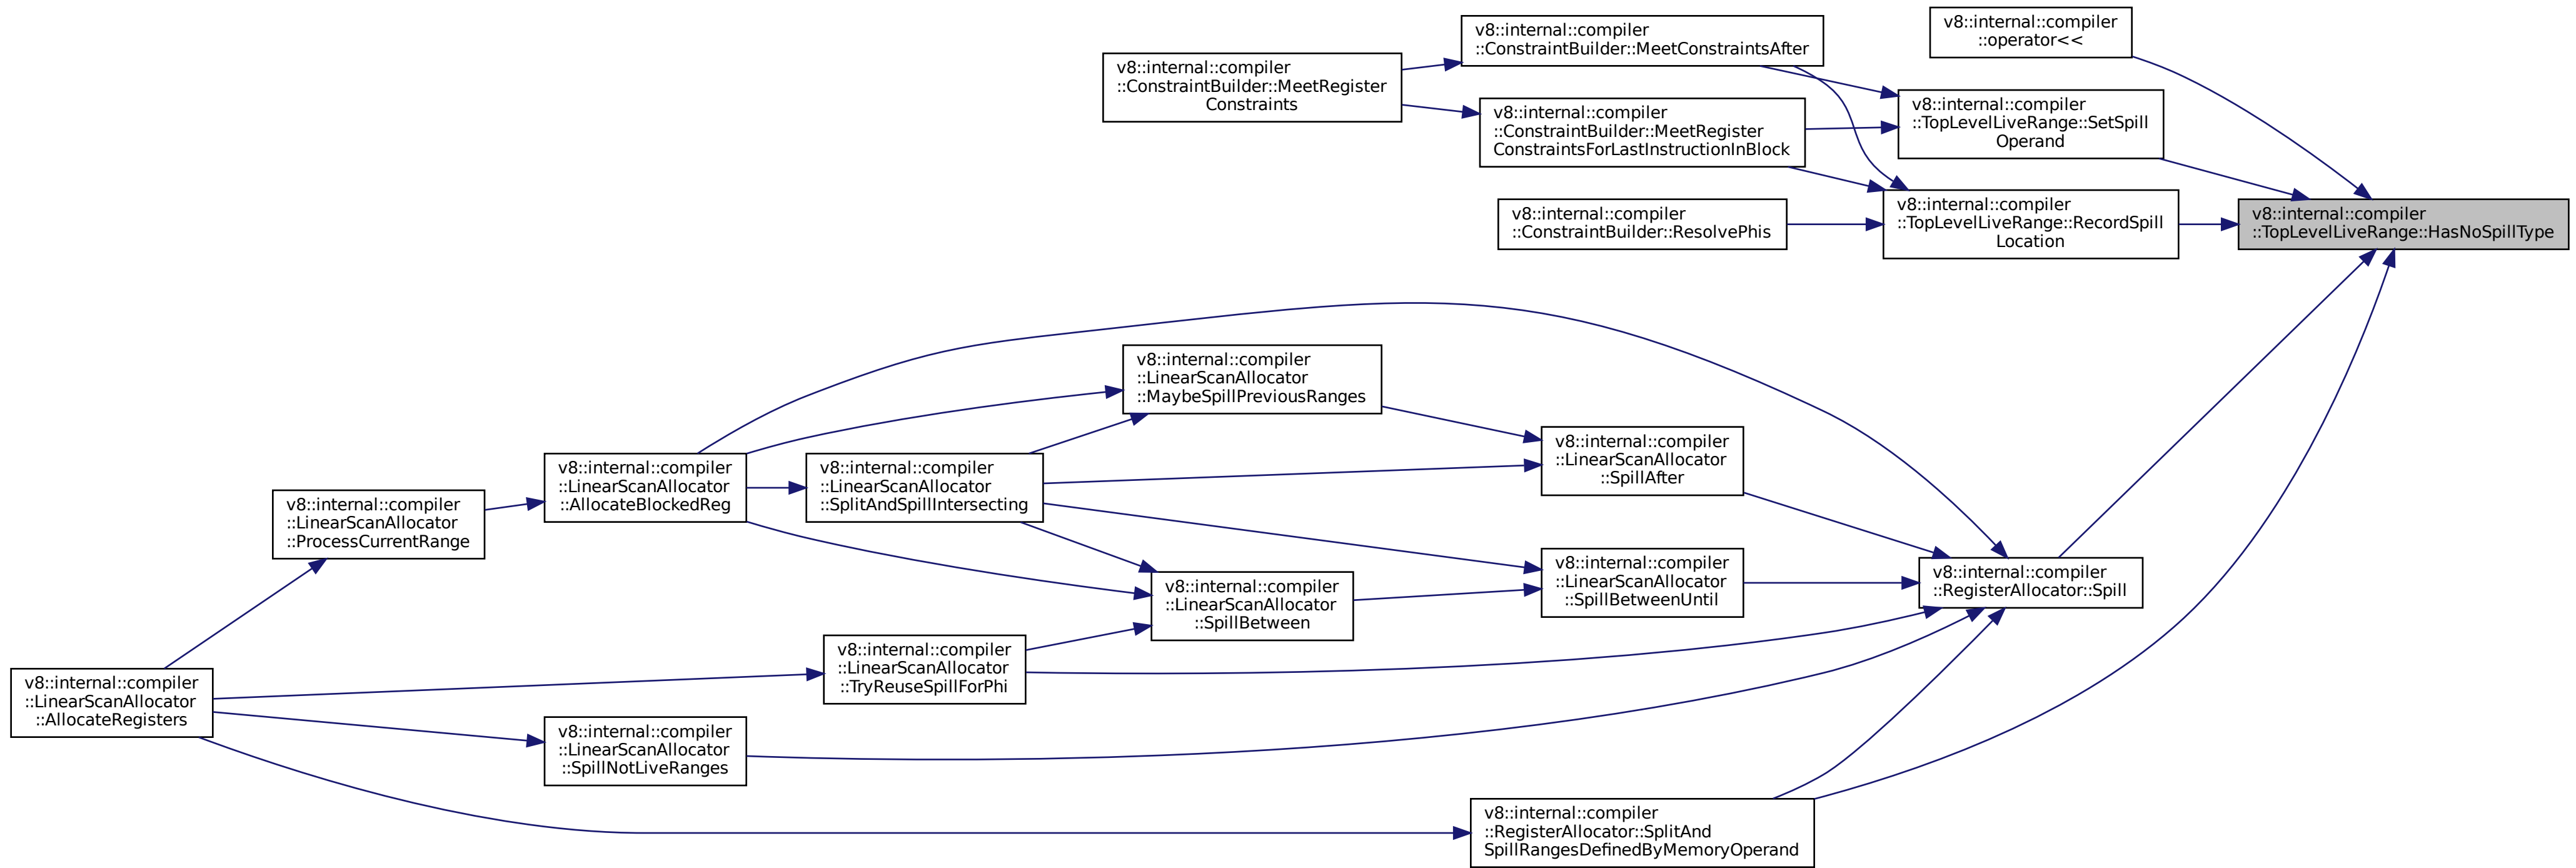 v8::internal::compiler
::operator<<
v8::internal::compiler
::ConstraintBuilder::MeetConstraintsAfter
v8::internal::compiler
::ConstraintBuilder::MeetRegister
Constraints
v8::internal::compiler
::TopLevelLiveRange::SetSpill
Operand
v8::internal::compiler
::ConstraintBuilder::MeetRegister
ConstraintsForLastInstructionInBlock
v8::internal::compiler
::TopLevelLiveRange::RecordSpill
Location
v8::internal::compiler
::ConstraintBuilder::ResolvePhis
v8::internal::compiler
::TopLevelLiveRange::HasNoSpillType
v8::internal::compiler
::LinearScanAllocator
::MaybeSpillPreviousRanges
v8::internal::compiler
::LinearScanAllocator
::SpillAfter
v8::internal::compiler
::LinearScanAllocator
::AllocateBlockedReg
v8::internal::compiler
::LinearScanAllocator
::SplitAndSpillIntersecting
v8::internal::compiler
::LinearScanAllocator
::ProcessCurrentRange
v8::internal::compiler
::LinearScanAllocator
::SpillBetweenUntil
v8::internal::compiler
::RegisterAllocator::Spill
v8::internal::compiler
::LinearScanAllocator
::SpillBetween
v8::internal::compiler
::LinearScanAllocator
::TryReuseSpillForPhi
v8::internal::compiler
::LinearScanAllocator
::AllocateRegisters
v8::internal::compiler
::LinearScanAllocator
::SpillNotLiveRanges
v8::internal::compiler
::RegisterAllocator::SplitAnd
SpillRangesDefinedByMemoryOperand